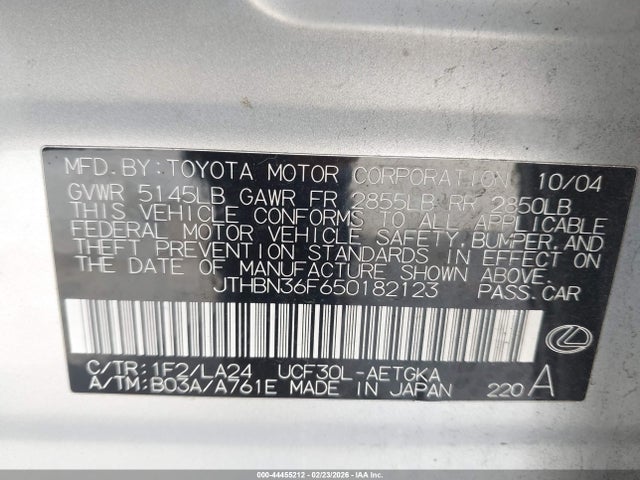 MFD. BY: TOYOTA MOTOR CORPORATION 10/04
GVWR 5145LB GAWR FR 2855LB RR 2850LB
THIS VEHICLE CONFORMS TO ALL APPLICABLE
FEDERAL MOTOR VEHICLE SAFETY, BUMPER, AND
THEFT PREVENTION STANDARDS IN EFFECT ON
THE DATE OF MANUFACTURE SHOWN ABOVE.
JTHBN36F650182123 PASS. CAR
C/TR: 1F2/LA24 UCF30L-AETGKA
A/TM: B03A/A761E MADE IN JAPAN 220 A
000-44455212 - 02/23/2026 - IAAI.com